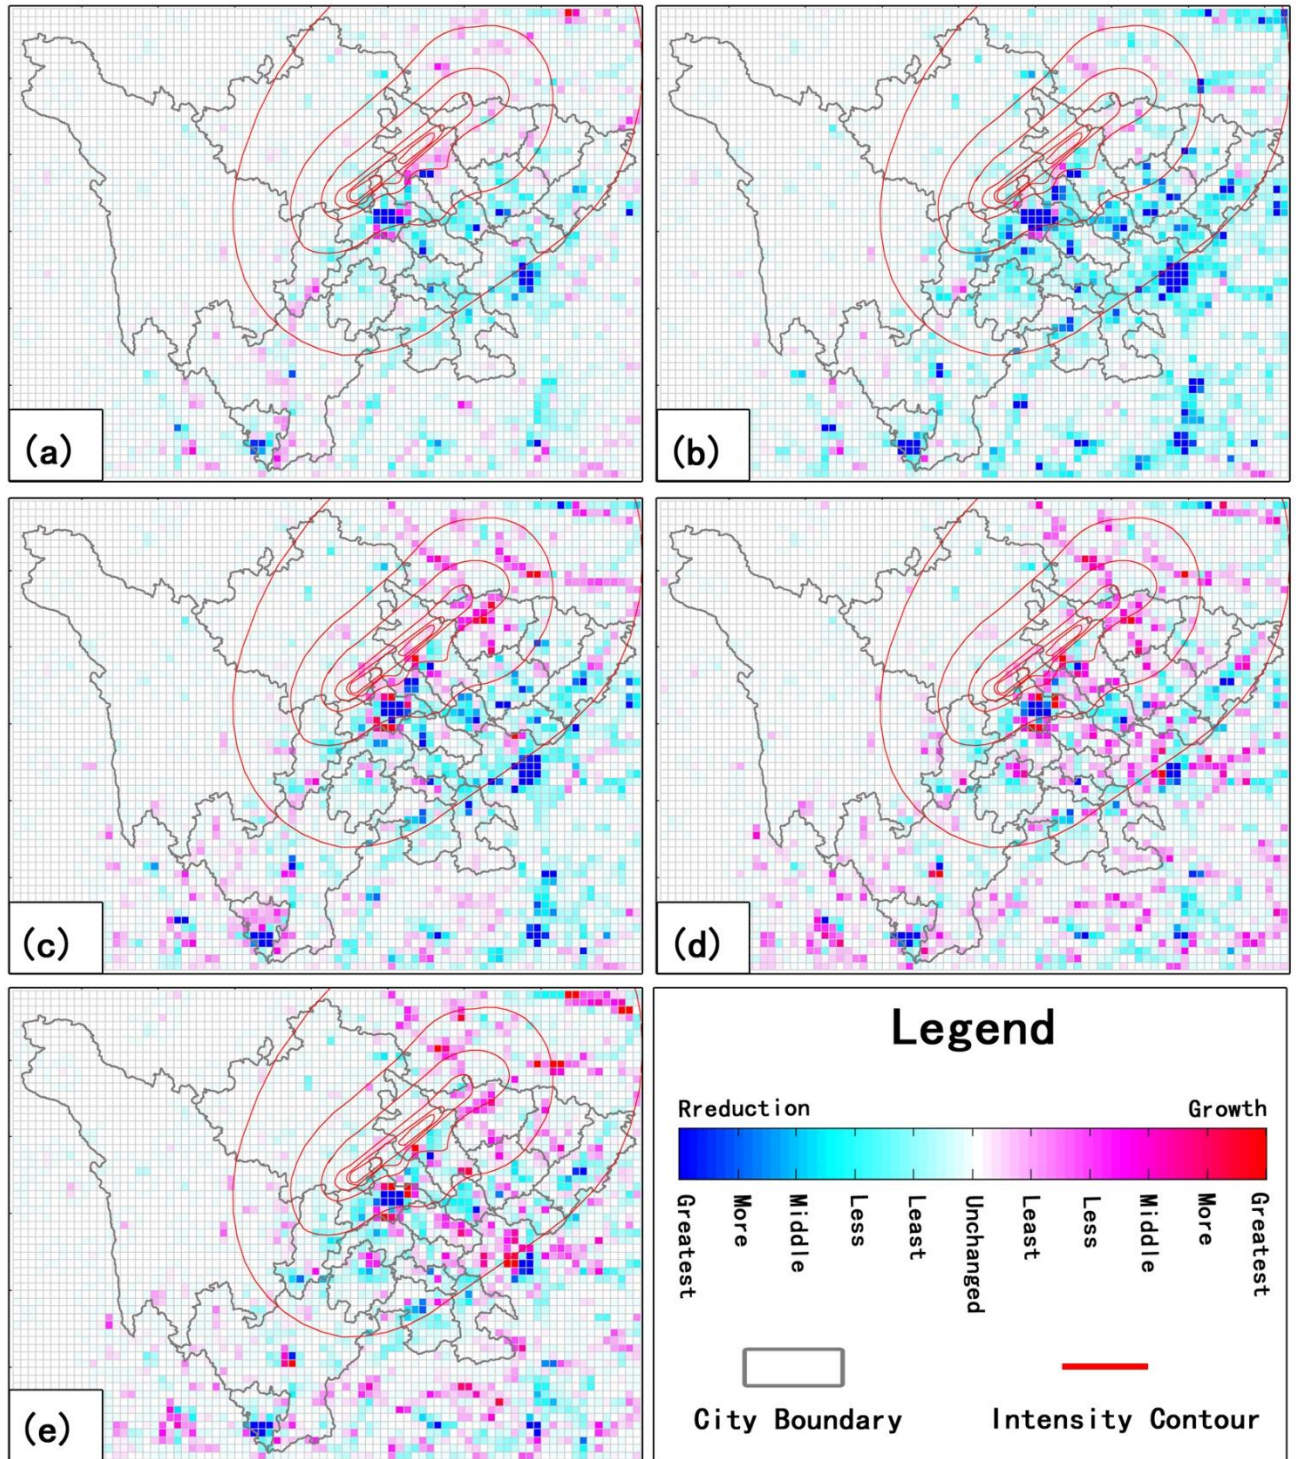 (a)
(b)
(c)
(d)
(e)
Legend
Rreduction Growth
Greatest More Middle Less Least Unchanged Least Less Middle More Greatest
City Boundary Intensity Contour